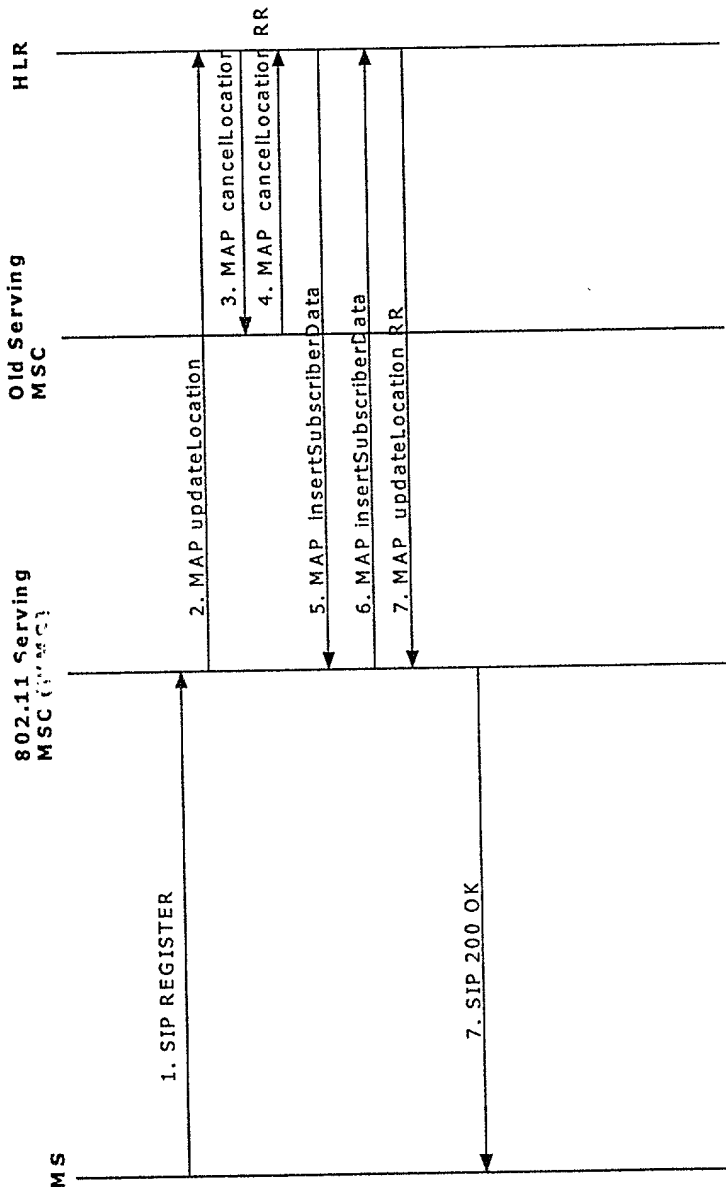 MS
802.11 Serving
MSC
Old Serving
MSC
HLR
1. SIP REGISTER
2. MAP updateLocation
3. MAP cancelLocation
4. MAP cancelLocation RR
5. MAP insertSubscriberData
6. MAP insertSubscriberData
7. MAP updateLocation RR
7. SIP 200 OK